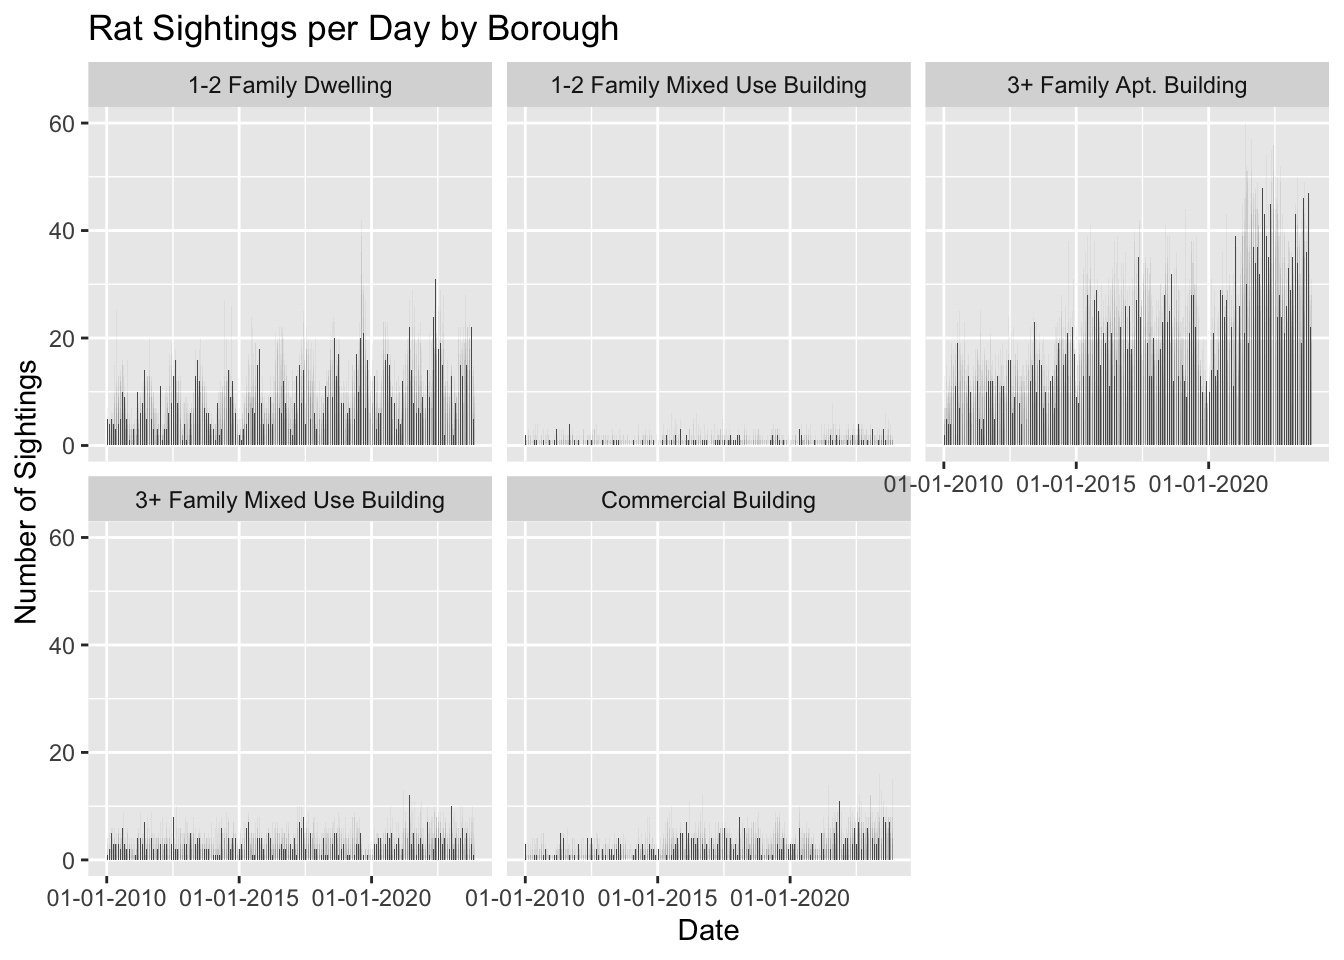 Rat Sightings per Day by Borough
1-2 Family Dwelling
1-2 Family Mixed Use Building
3+ Family Apt. Building
60
40
20
0
01-01-2010 01-01-2015 01-01-2020
3+ Family Mixed Use Building
Commercial Building
60
40
20
0
01-01-2010 01-01-2015 01-01-2020
01-01-2010 01-01-2015 01-01-2020
Number of Sightings
Date